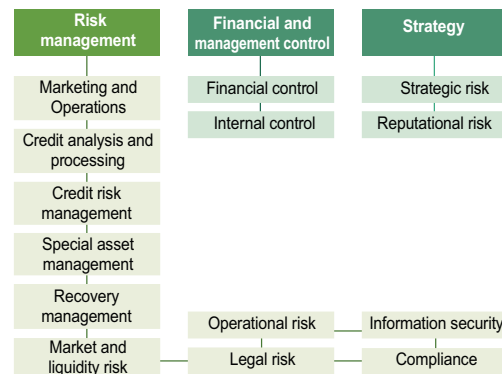 Risk
management
Financial and
management control
Strategy
Marketing and
Operations
Financial control
Strategic risk
Internal control
Reputational risk
Credit analysis and
processing
Credit risk
management
Special asset
management
Recovery
management
Operational risk
Information security
Market and
liquidity risk
Legal risk
Compliance